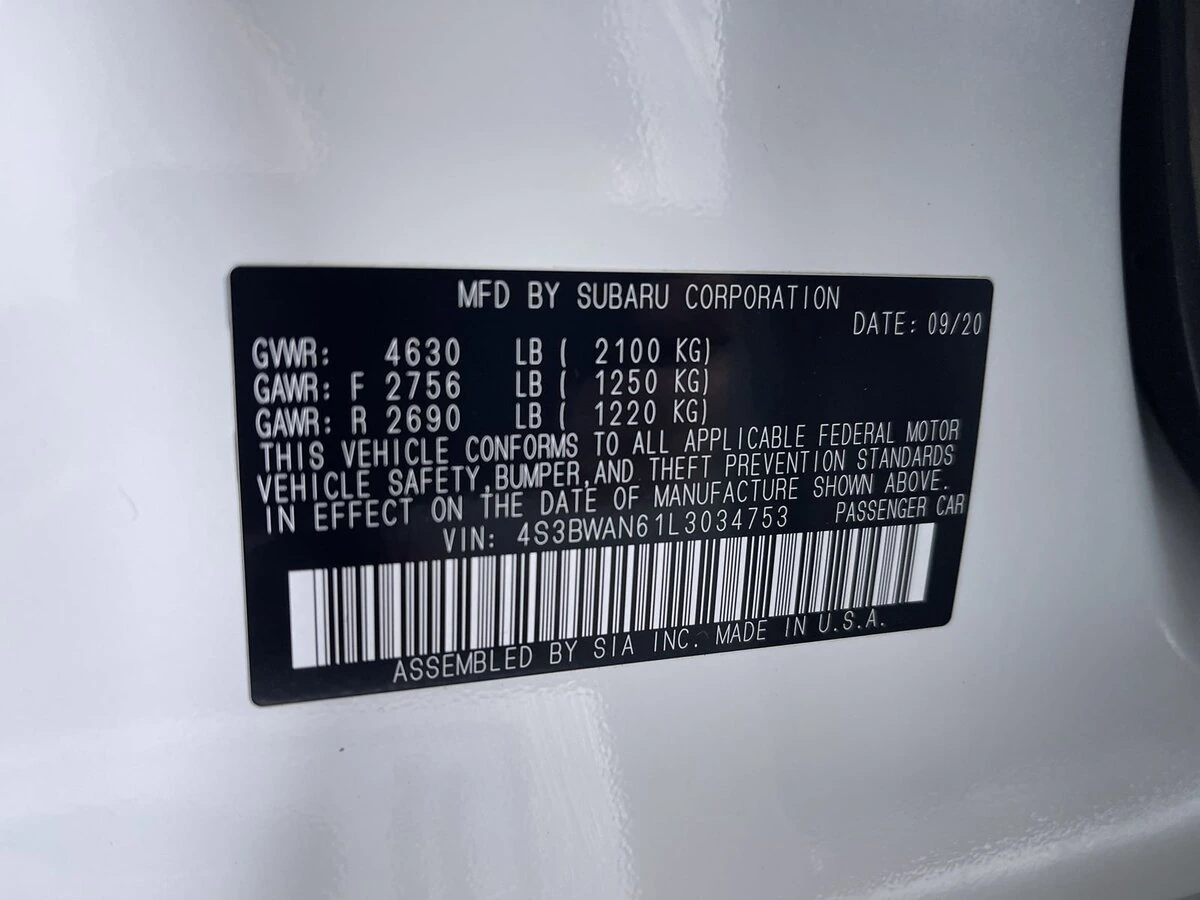 MFD BY SUBARU CORPORATION
DATE: 09/20
GVWR: 4630 LB ( 2100 KG)
GAWR: F 2756 LB ( 1250 KG)
GAWR: R 2690 LB ( 1220 KG)
THIS VEHICLE CONFORMS TO ALL APPLICABLE FEDERAL MOTOR
VEHICLE SAFETY,BUMPER,AND THEFT PREVENTION STANDARDS
IN EFFECT ON THE DATE OF MANUFACTURE SHOWN ABOVE.
VIN: 4S3BWAN61L3034753 PASSENGER CAR
ASSEMBLED BY SIA INC. MADE IN U.S.A.